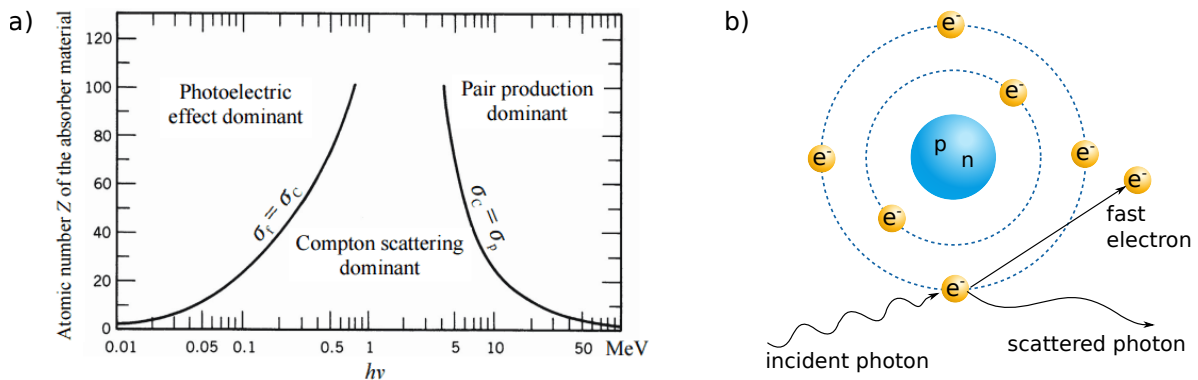 a)
Atomic number Z of the absorber material
120
100
80
60
40
20
0
Photoelectric
effect dominant
Pair production
dominant
σf = σC
σC = σp
Compton scattering
dominant
0.01
0.05
0.1
0.5
1
5
10
50
MeV
hν
b)
e-
e-
e-
p
n
e-
e-
e-
e-
fast
electron
incident photon
scattered photon